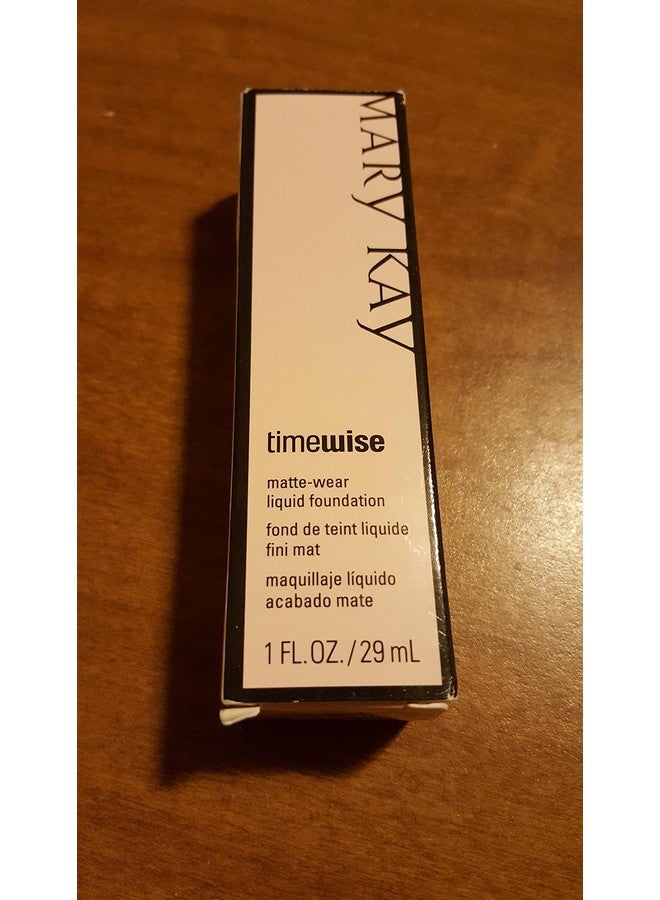 MARY KAY
timewise
matte-wear
liquid foundation
fond de teint liquide
fini mat
maquillaje líquido
acabado mate
1 FL.OZ./29 mL